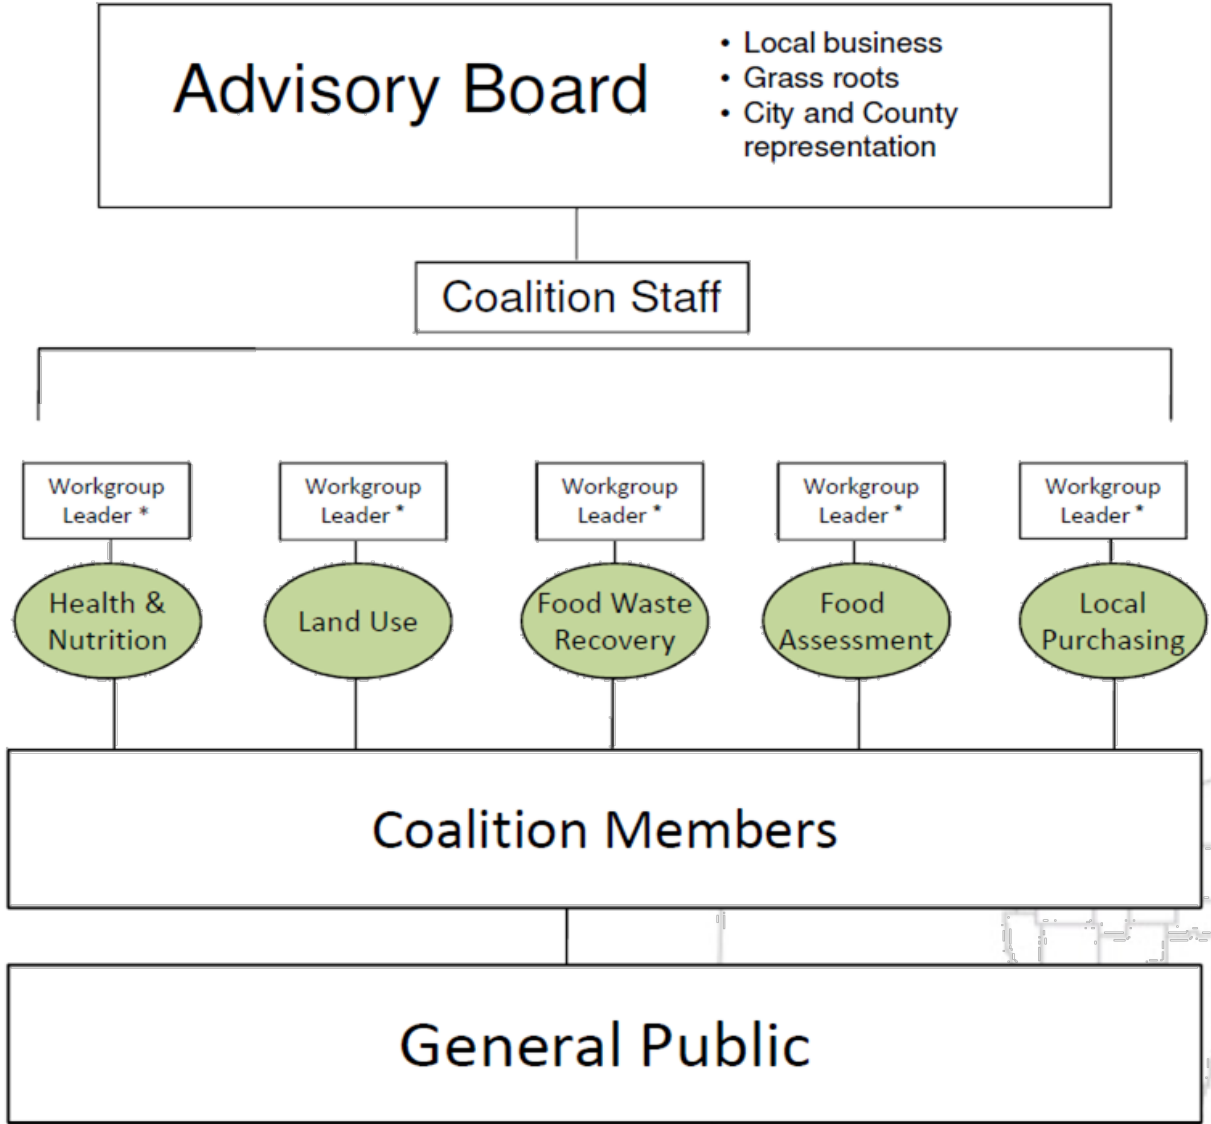 Advisory Board
• Local business
• Grass roots
• City and County
representation
Coalition Staff
Workgroup
Leader *
Workgroup
Leader *
Workgroup
Leader *
Workgroup
Leader *
Workgroup
Leader *
Health &
Nutrition
Land Use
Food Waste
Recovery
Food
Assessment
Local
Purchasing
Coalition Members
General Public